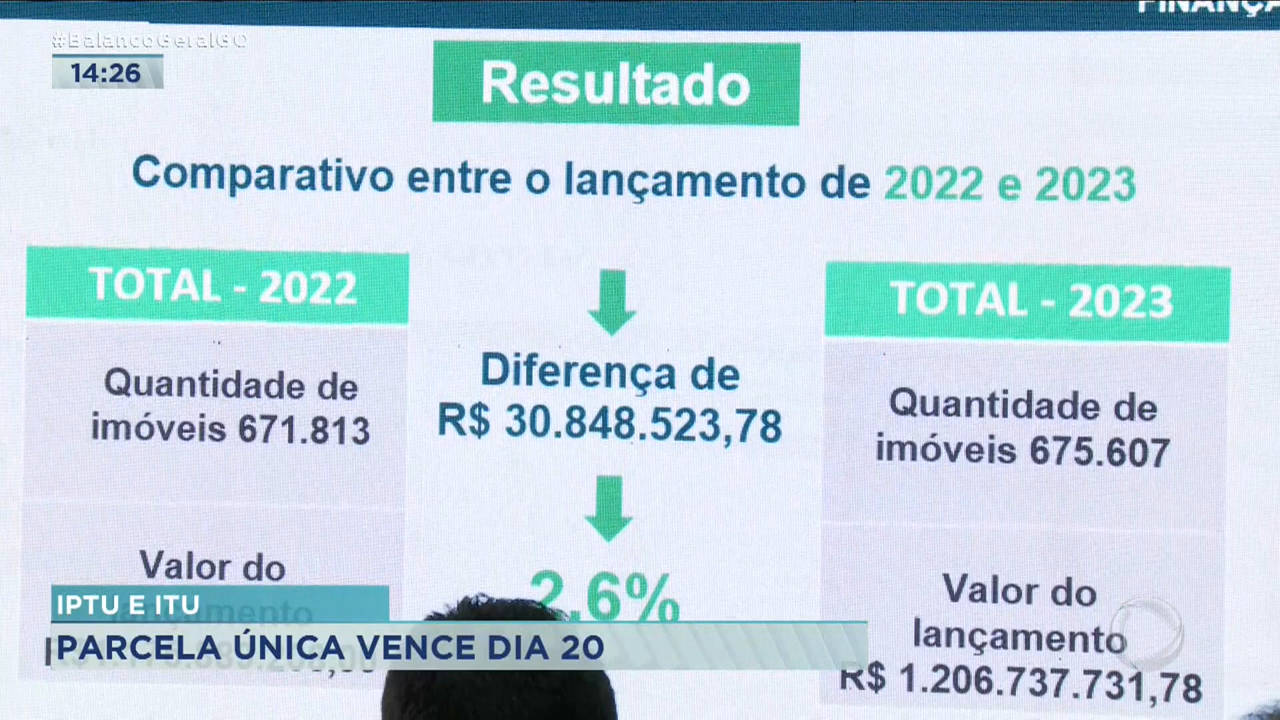 FINANÇA
#BalancoGeralGO
14:26
Resultado
Comparativo entre o lançamento de 2022 e 2023
TOTAL - 2022
Quantidade de
imóveis 671.813
Valor do
lançamento
Diferença de
R$ 30.848.523,78
2,6%
TOTAL - 2023
Quantidade de
imóveis 675.607
Valor do
lançamento
R$ 1.206.737.731,78
IPTU E ITU
PARCELA ÚNICA VENCE DIA 20